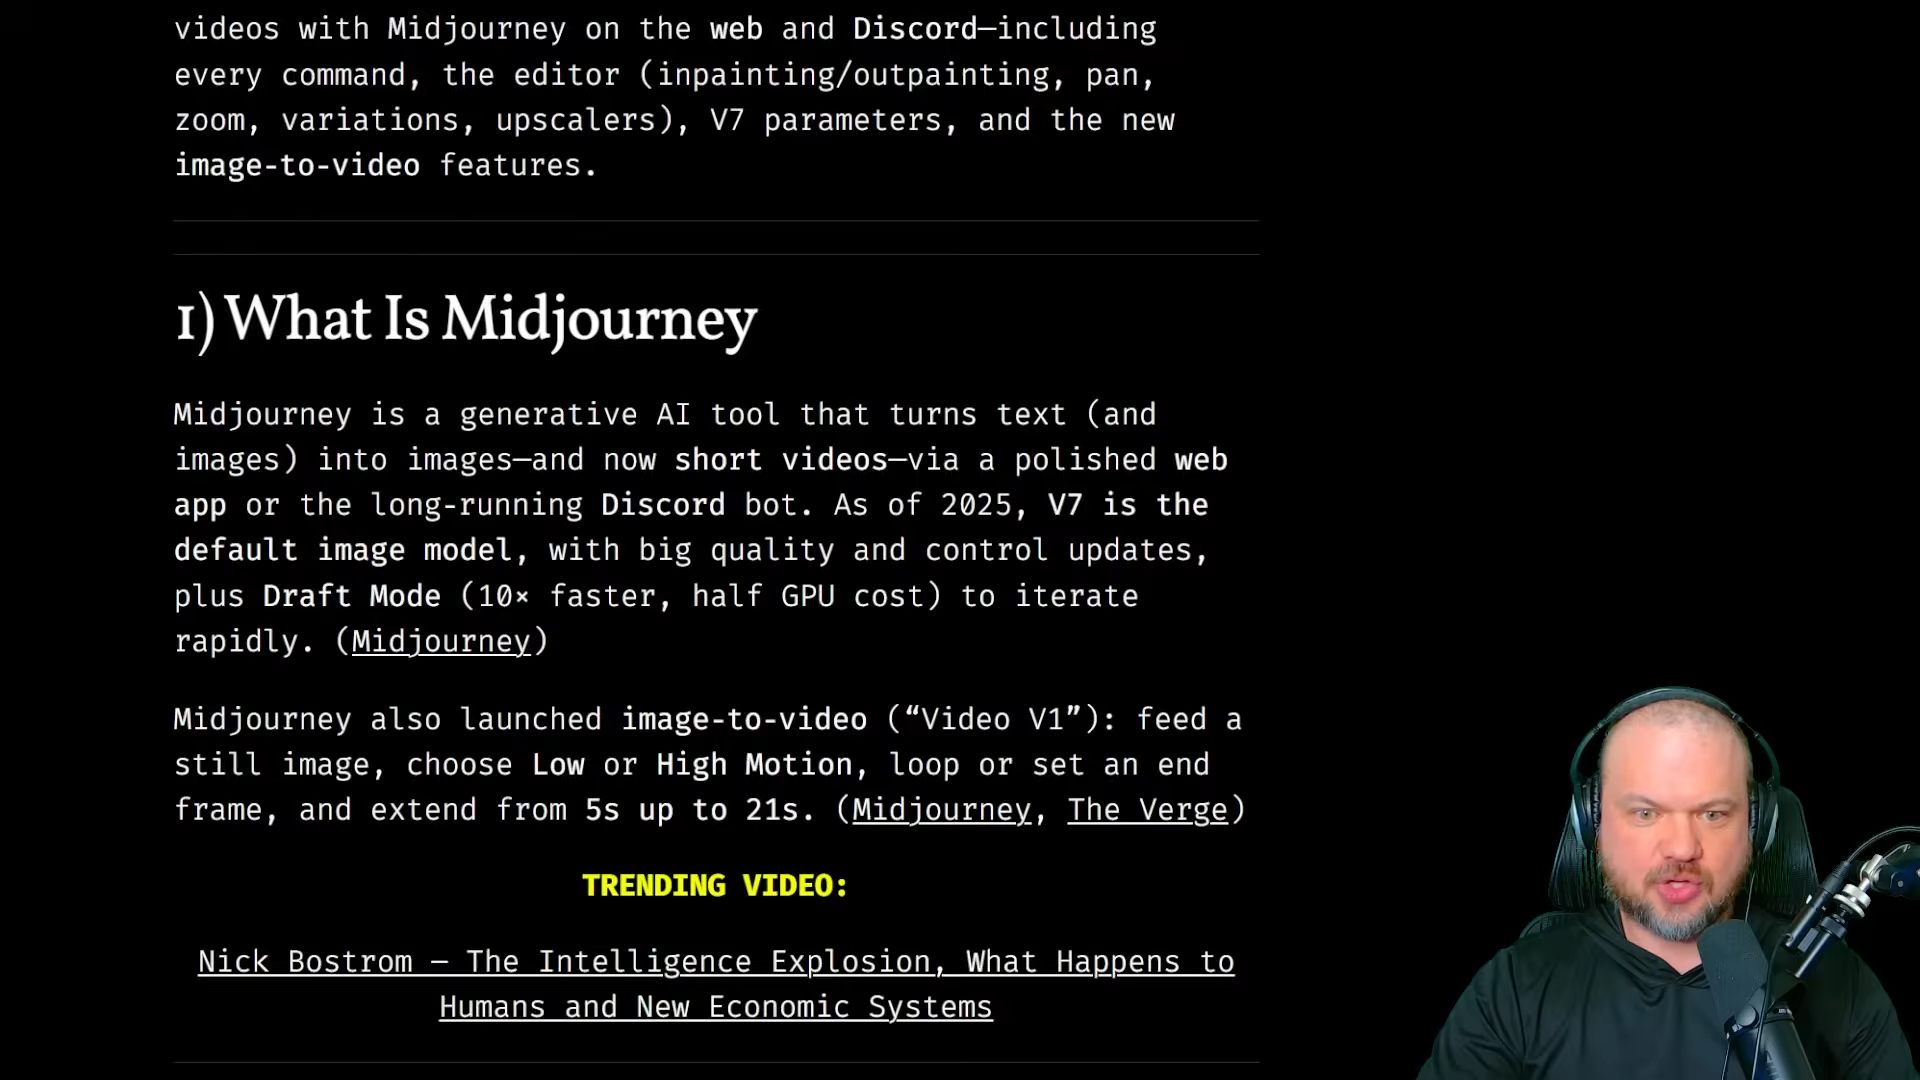 videos with Midjourney on the web and Discord—including
every command, the editor (inpainting/outpainting, pan,
zoom, variations, upscalers), V7 parameters, and the new
image-to-video features.
1) What Is Midjourney
Midjourney is a generative AI tool that turns text (and
images) into images—and now short videos—via a polished web
app or the long-running Discord bot. As of 2025, V7 is the
default image model, with big quality and control updates,
plus Draft Mode (10× faster, half GPU cost) to iterate
rapidly. (Midjourney)
Midjourney also launched image-to-video (“Video V1”): feed a
still image, choose Low or High Motion, loop or set an end
frame, and extend from 5s up to 21s. (Midjourney, The Verge)
TRENDING VIDEO:
Nick Bostrom – The Intelligence Explosion, What Happens to
Humans and New Economic Systems